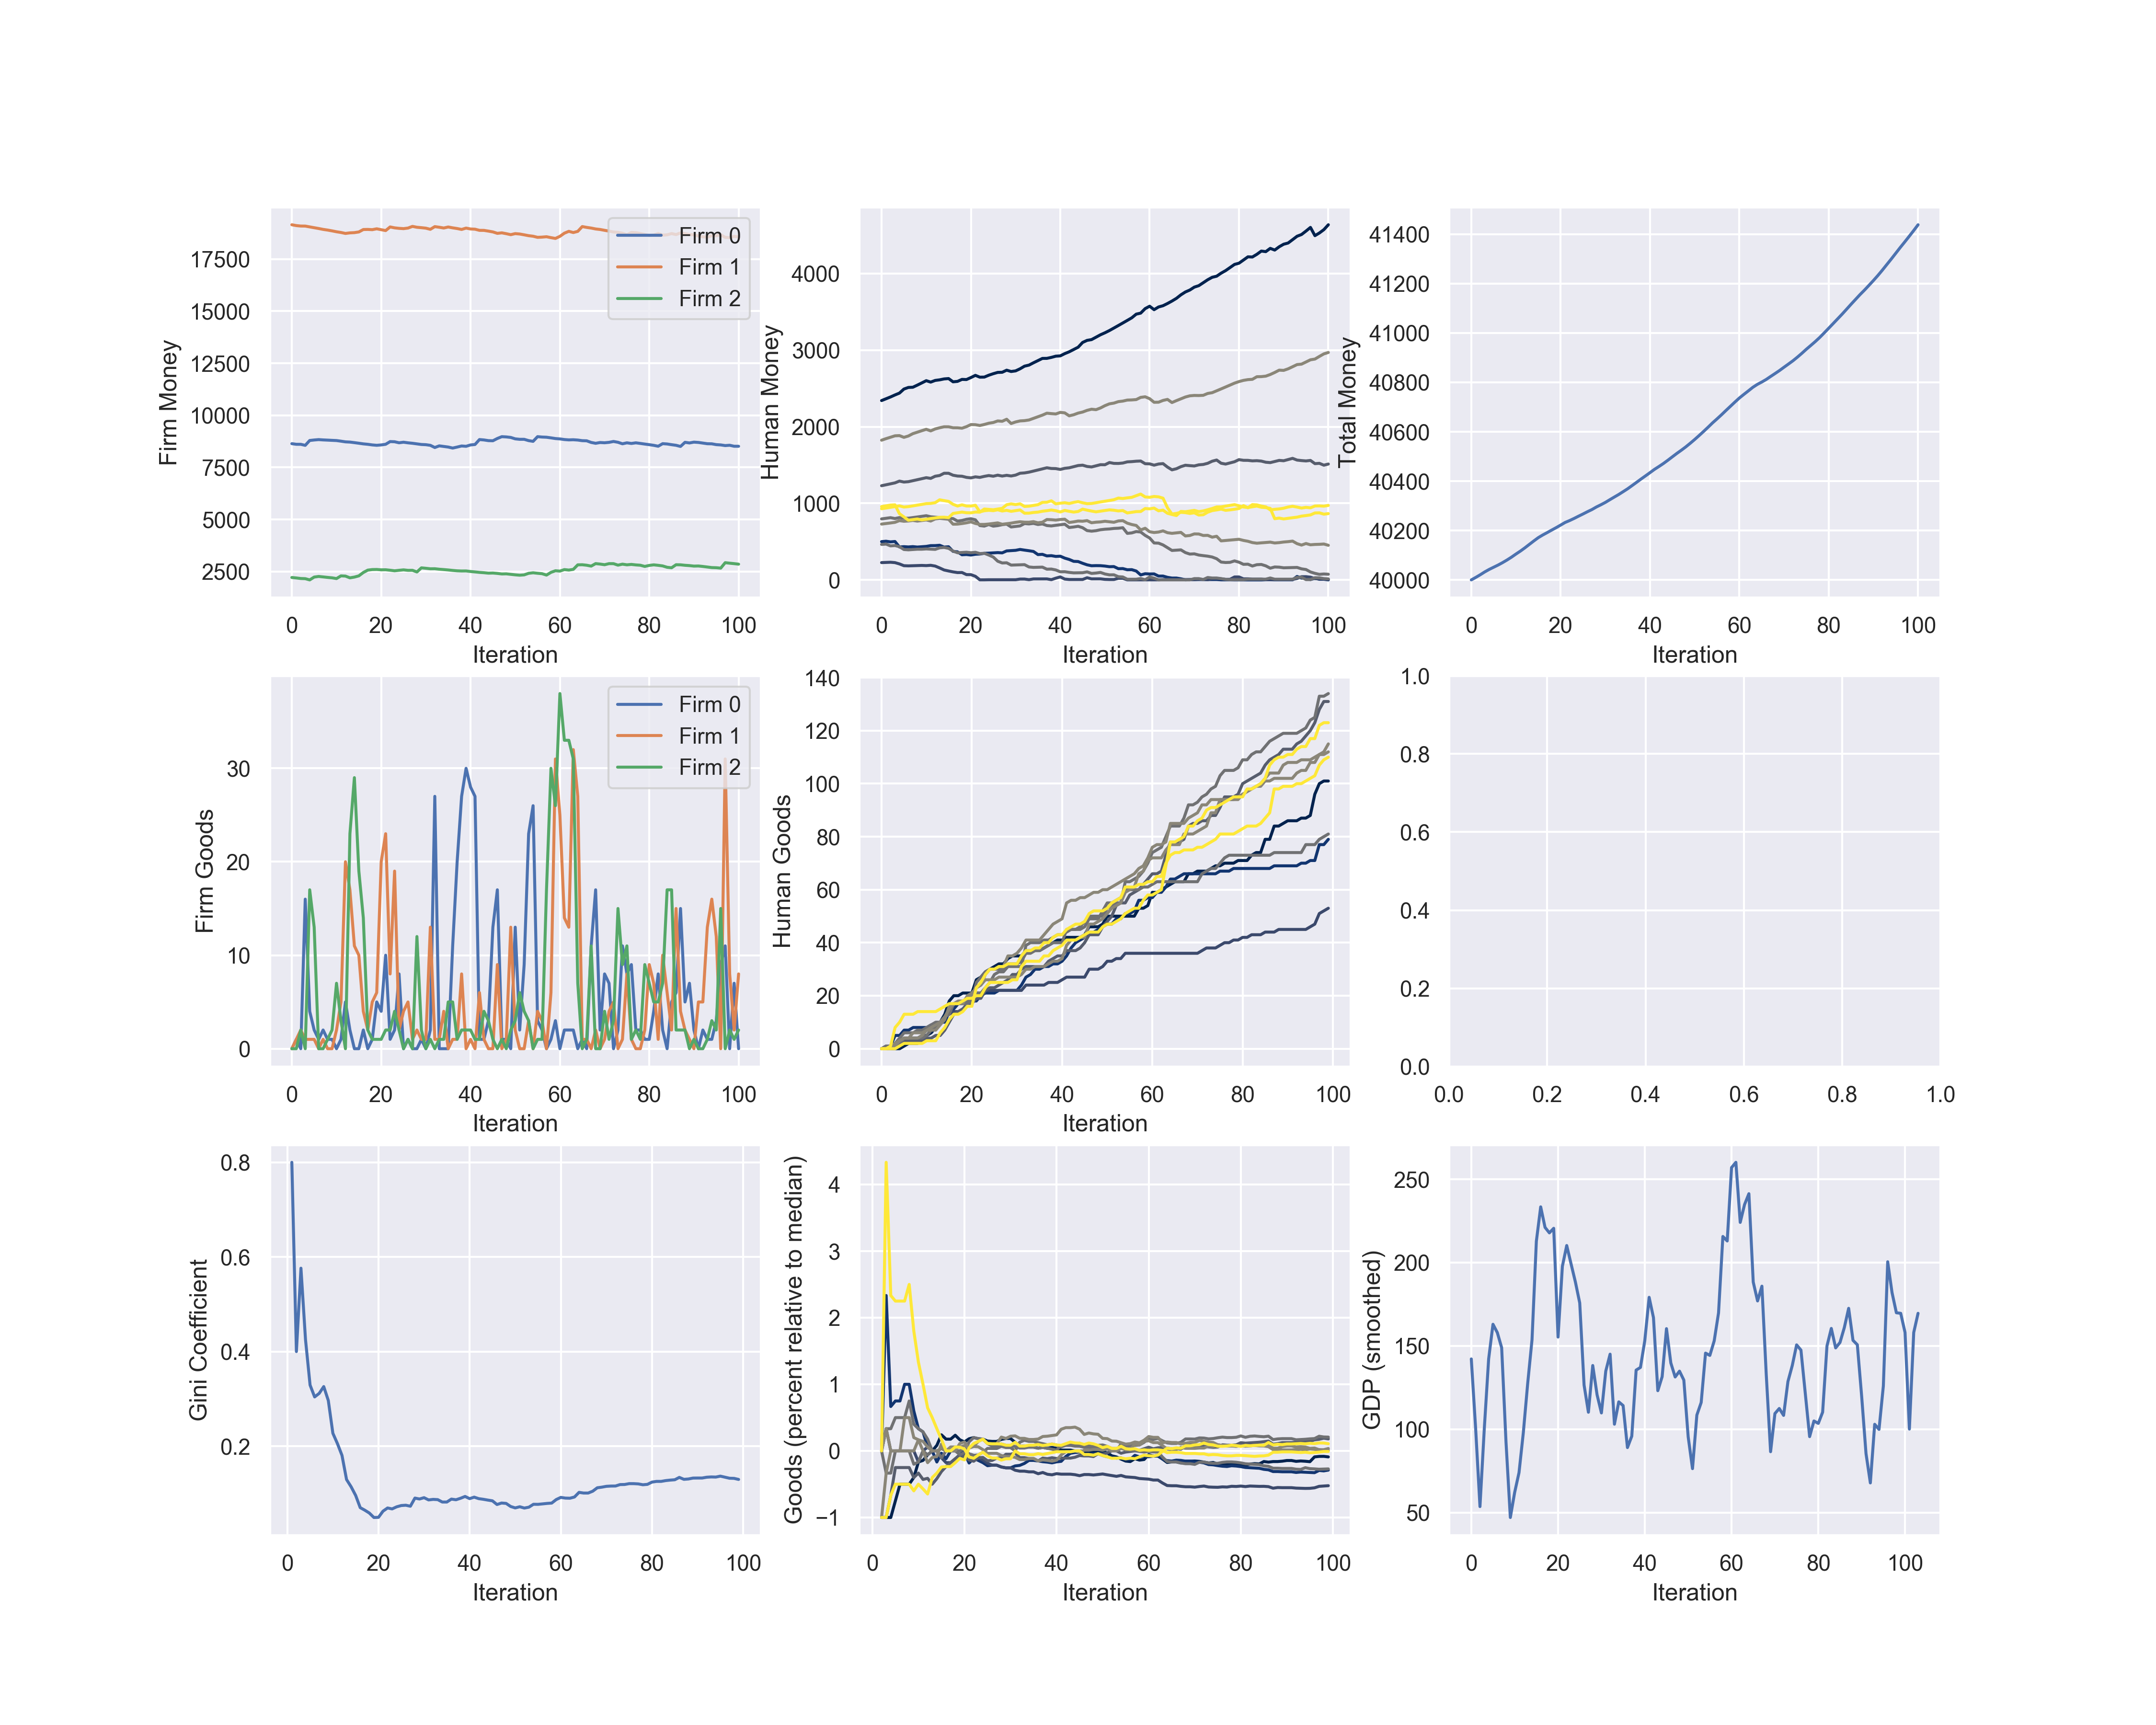 Firm Money
17500
15000
12500
10000
7500
5000
2500
0 20 40 60 80 100
Iteration
Firm 0
Firm 1
Firm 2
Human Money
4000
3000
2000
1000
0
0 20 40 60 80 100
Iteration
Total Money
41400
41200
41000
40800
40600
40400
40200
40000
0 20 40 60 80 100
Iteration
Firm Goods
30
20
10
0
0 20 40 60 80 100
Iteration
Firm 0
Firm 1
Firm 2
Human Goods
140
120
100
80
60
40
20
0
0 20 40 60 80 100
Iteration
1.0
0.8
0.6
0.4
0.2
0.0
0.0 0.2 0.4 0.6 0.8 1.0
Gini Coefficient
0.8
0.6
0.4
0.2
0 20 40 60 80 100
Iteration
Goods (percent relative to median)
4
3
2
1
0
−1
0 20 40 60 80 100
Iteration
GDP (smoothed)
250
200
150
100
50
0 20 40 60 80 100
Iteration